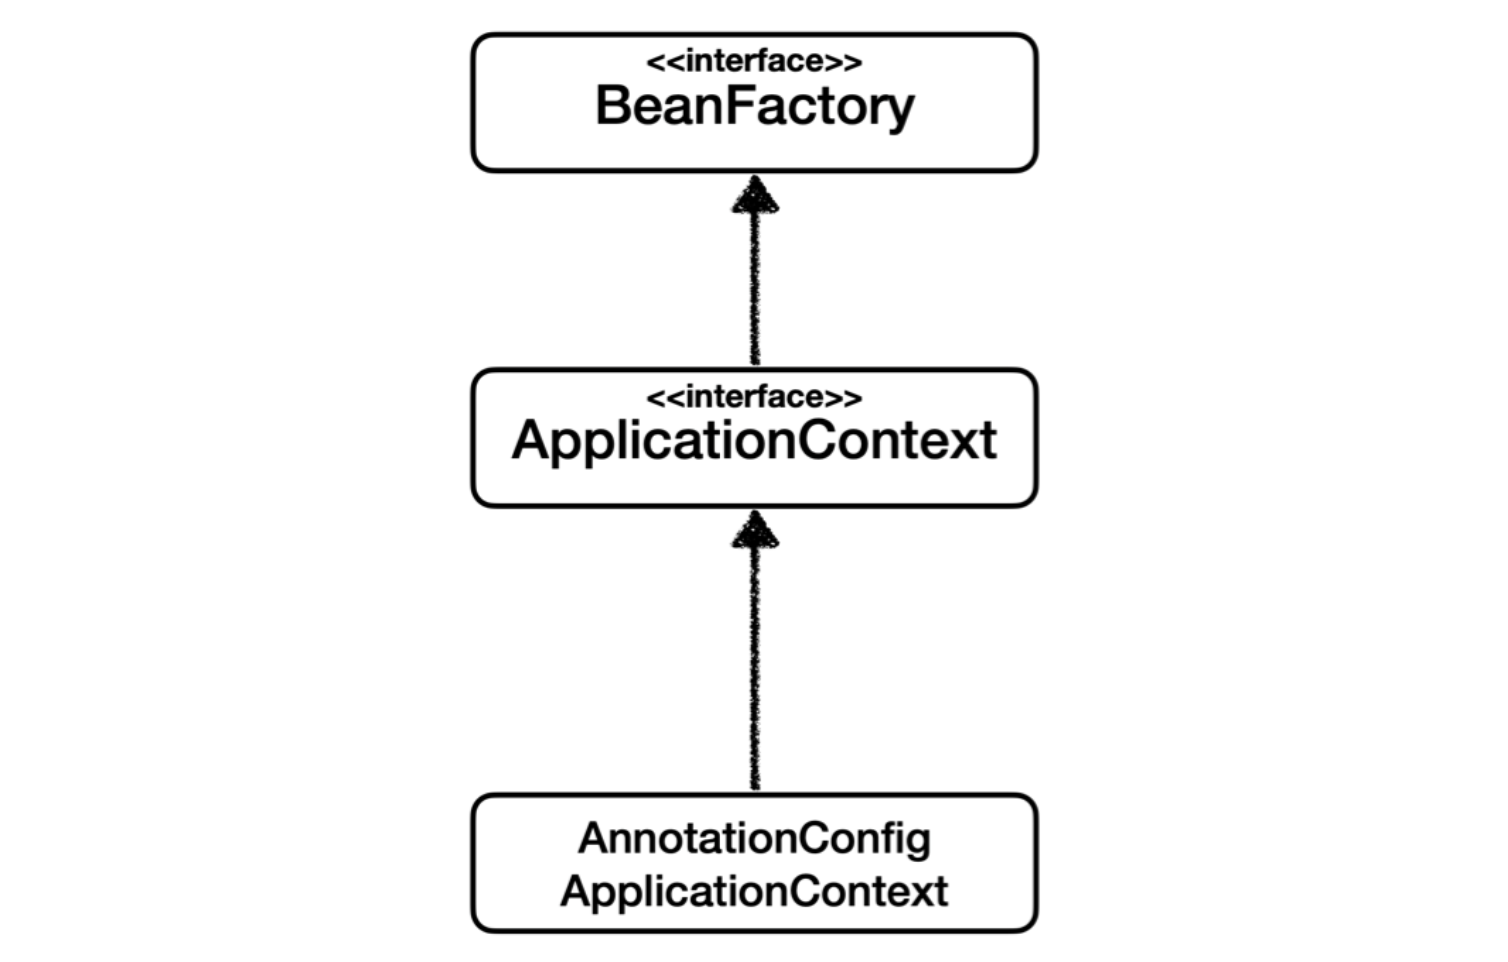 <<interface>>
BeanFactory
<<interface>>
ApplicationContext
AnnotationConfig
ApplicationContext